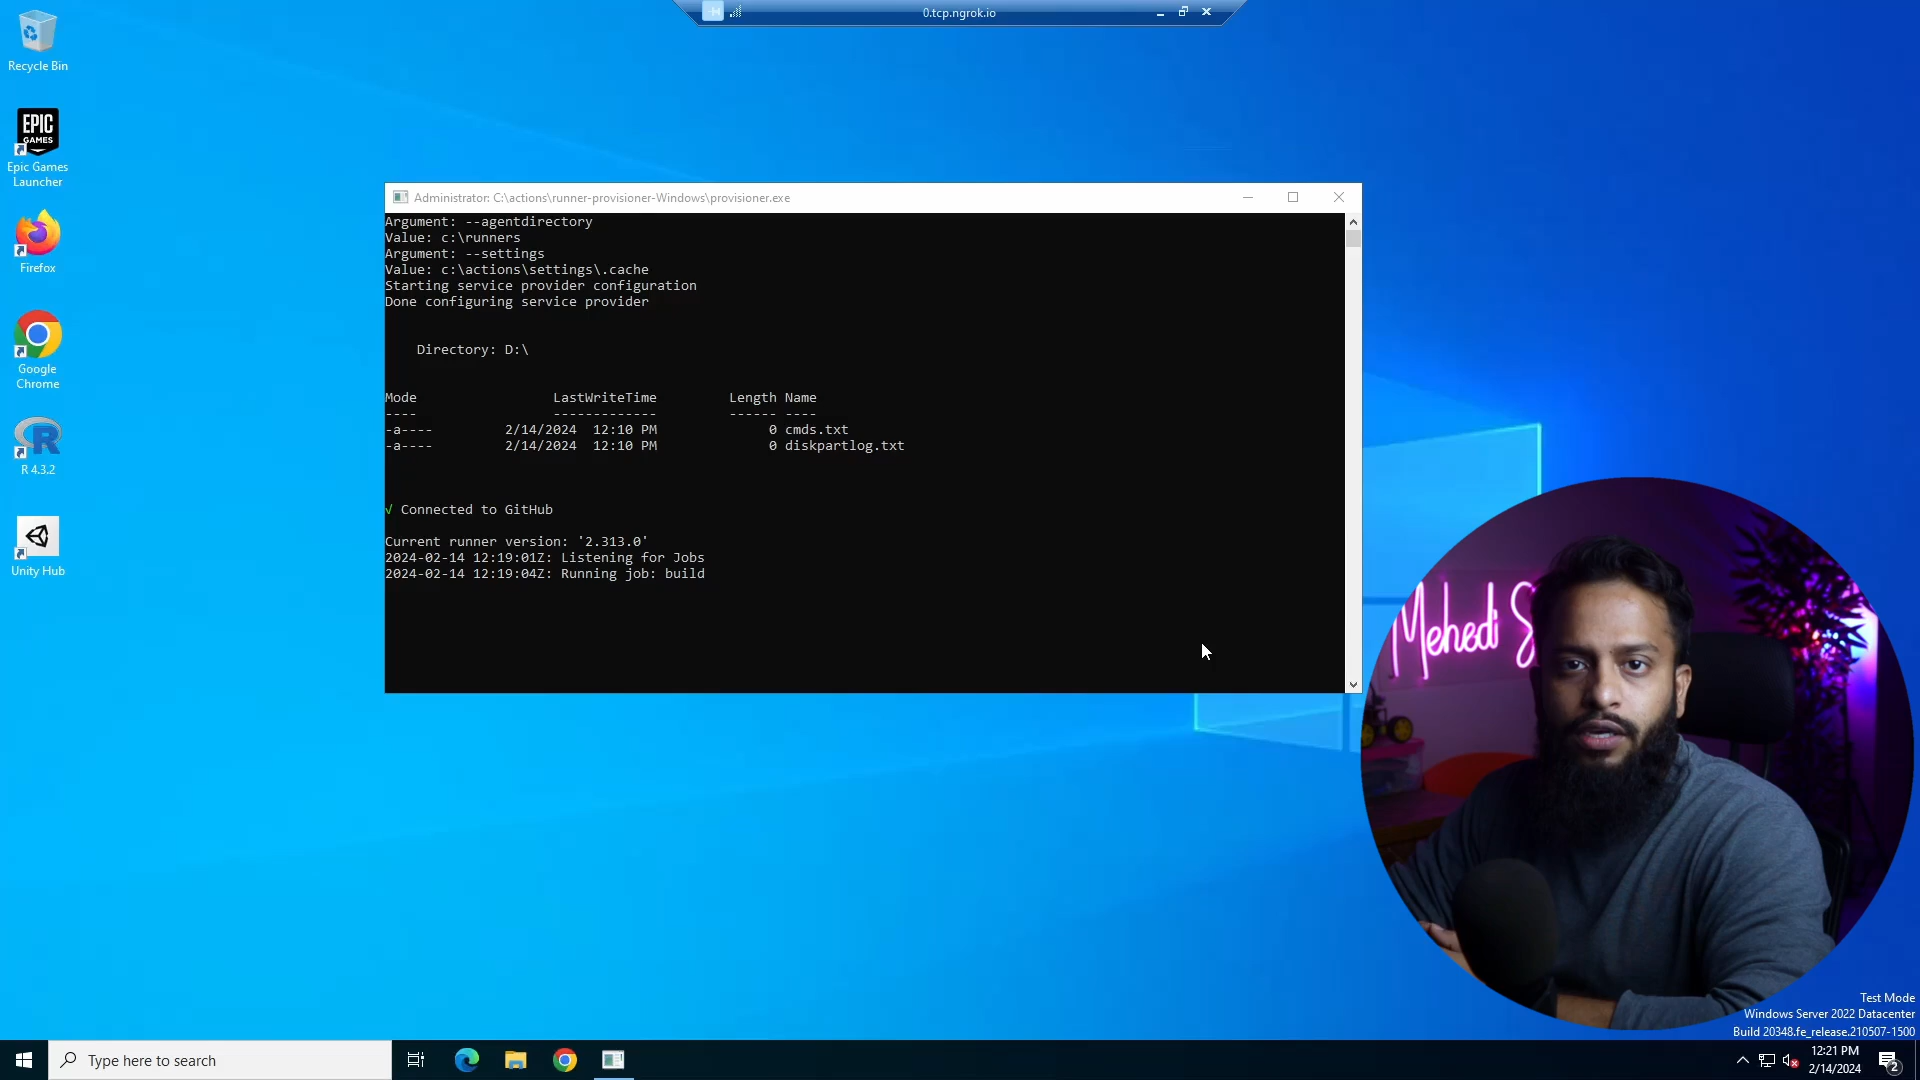 0.tcp.ngrok.io
Recycle Bin
EPIC
GAMES
Epic Games
Launcher
Firefox
Google
Chrome
R 4.3.2
Unity Hub
Administrator: C:\actions\runner-provisioner-Windows\provisioner.exe
Argument: --agentdirectory
Value: c:\runners
Argument: --settings
Value: c:\actions\settings\.cache
Starting service provider configuration
Done configuring service provider
Directory: D:\
Mode LastWriteTime Length Name
---- ------------- ------ ----
-a---- 2/14/2024 12:10 PM 0 cmds.txt
-a---- 2/14/2024 12:10 PM 0 diskpartlog.txt
√ Connected to GitHub
Current runner version: '2.313.0'
2024-02-14 12:19:01Z: Listening for Jobs
2024-02-14 12:19:04Z: Running job: build
Mehedi S
Test Mode
Windows Server 2022 Datacenter
Build 20348.fe_release.210507-1500
Type here to search
12:21 PM
2/14/2024
2